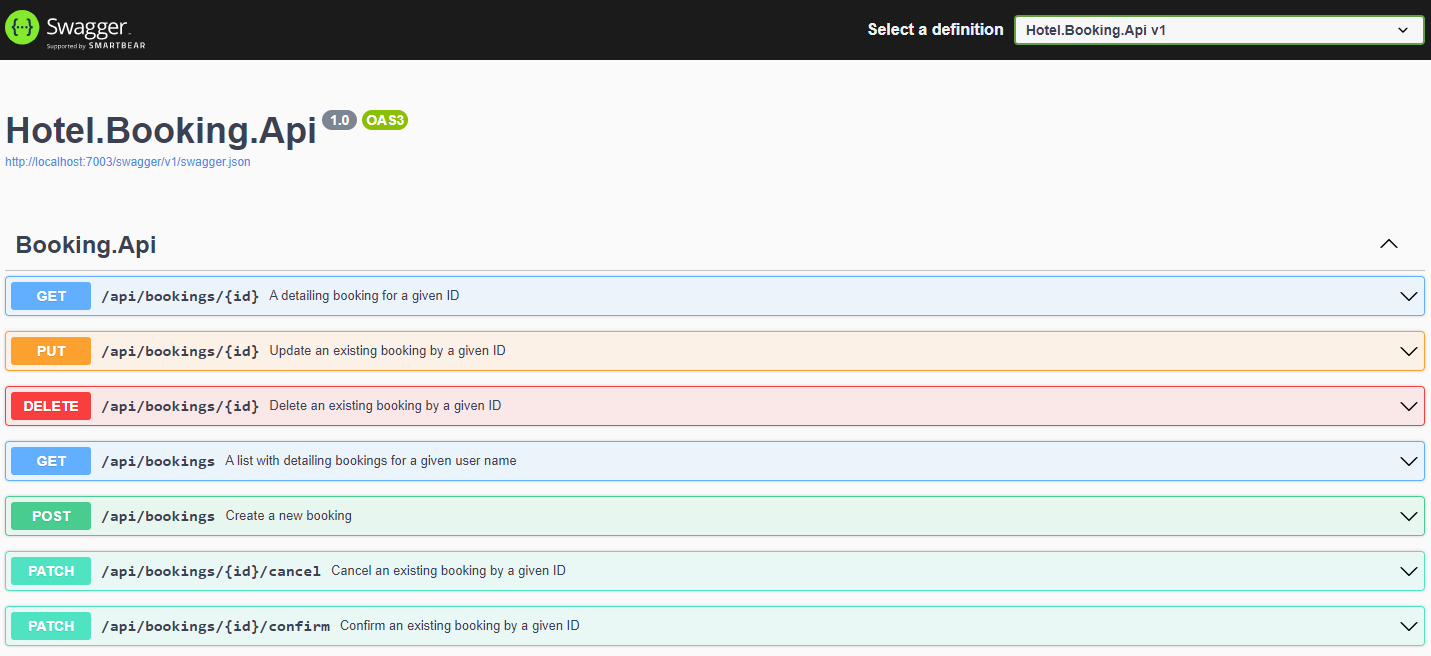 {···} Swagger.
Supported by SMARTBEAR
Select a definition
Hotel.Booking.Api v1
Hotel.Booking.Api 1.0 OAS3
http://localhost:7003/swagger/v1/swagger.json
Booking.Api
GET /api/bookings/{id} A detailing booking for a given ID
PUT /api/bookings/{id} Update an existing booking by a given ID
DELETE /api/bookings/{id} Delete an existing booking by a given ID
GET /api/bookings A list with detailing bookings for a given user name
POST /api/bookings Create a new booking
PATCH /api/bookings/{id}/cancel Cancel an existing booking by a given ID
PATCH /api/bookings/{id}/confirm Confirm an existing booking by a given ID